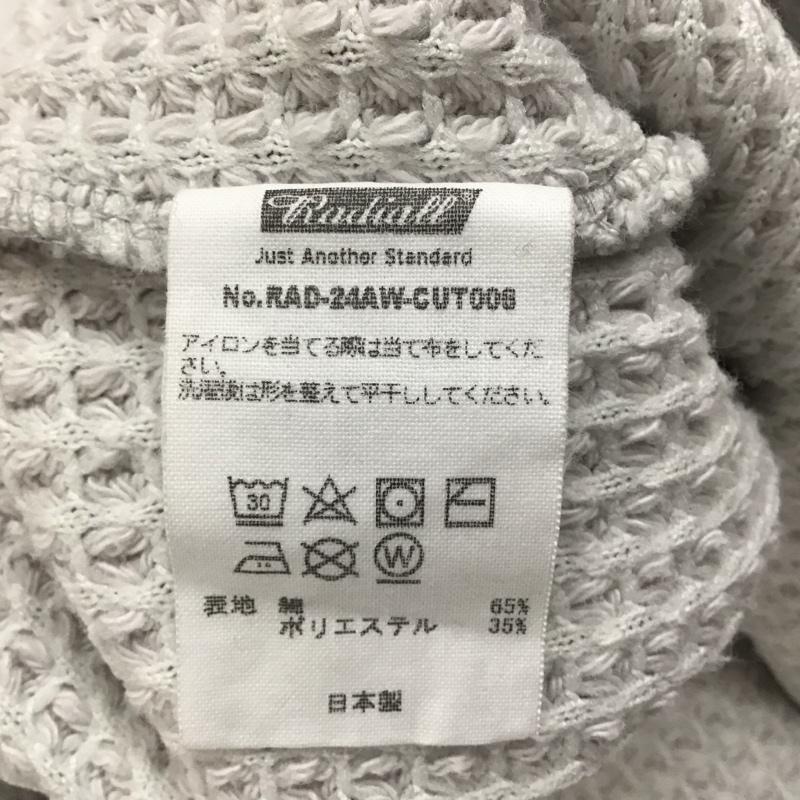 Radiall
Just Another Standard
No.RAD-24AW-CUT008
アイロンを当てる際は当て布をしてくだ
さい。
洗濯後は形を整えて平干ししてください。
30
W
表地 綿 65%
ポリエステル 35%
日本製